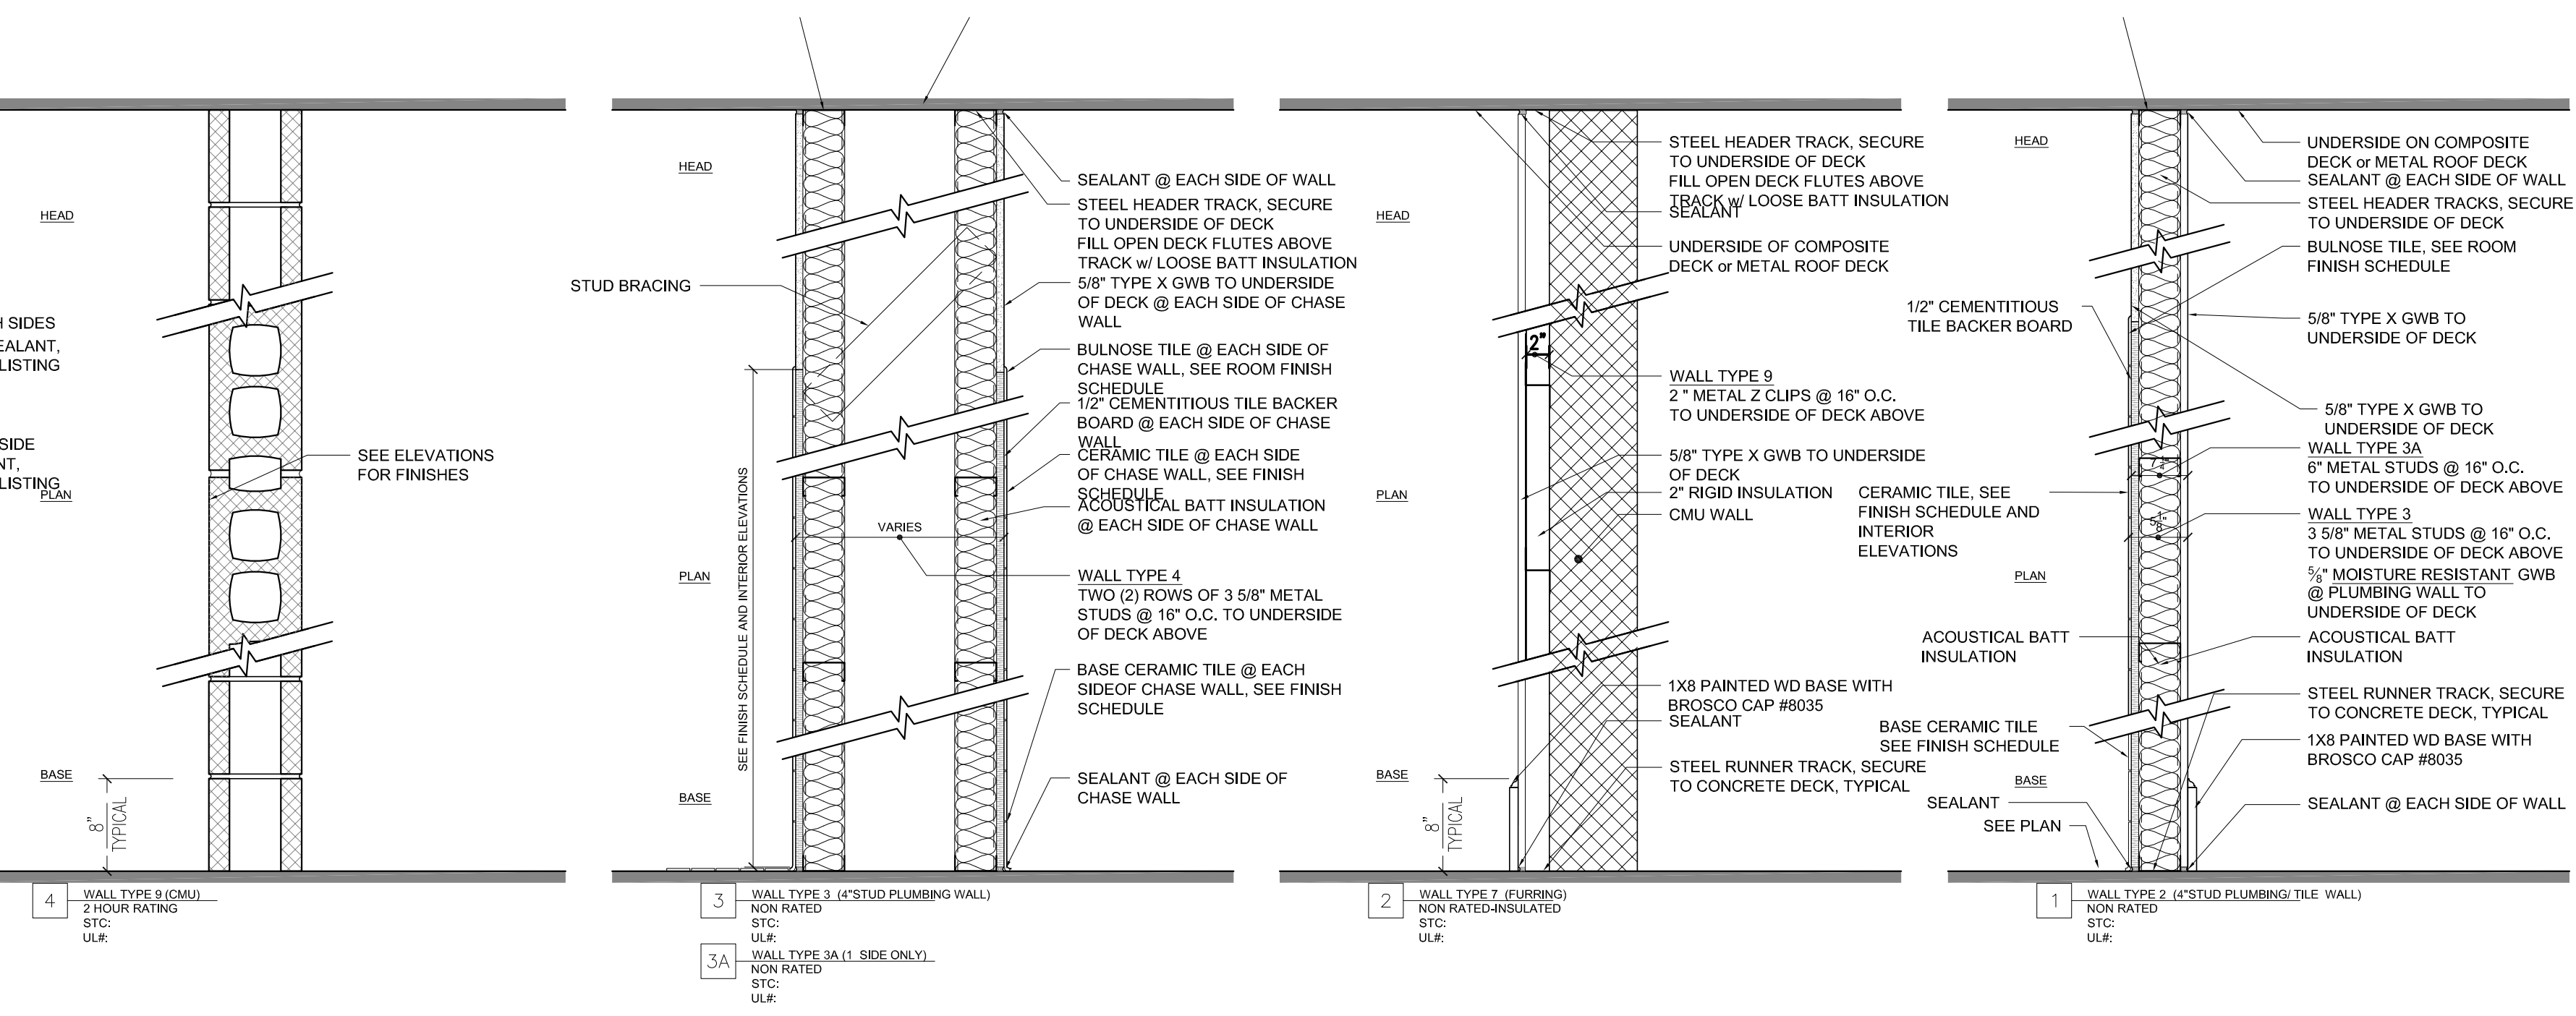 H SIDES
EALANT,
LISTING
SIDE
NT,
LISTING
HEAD
PLAN
BASE
8"
TYPICAL
SEE ELEVATIONS
FOR FINISHES
4
WALL TYPE 9 (CMU)
2 HOUR RATING
STC:
UL#:
HEAD
PLAN
BASE
STUD BRACING
SEE FINISH SCHEDULE AND INTERIOR ELEVATIONS
VARIES
SEALANT @ EACH SIDE OF WALL
STEEL HEADER TRACK, SECURE
TO UNDERSIDE OF DECK
FILL OPEN DECK FLUTES ABOVE
TRACK w/ LOOSE BATT INSULATION
5/8" TYPE X GWB TO UNDERSIDE
OF DECK @ EACH SIDE OF CHASE
WALL
BULNOSE TILE @ EACH SIDE OF
CHASE WALL, SEE ROOM FINISH
SCHEDULE
1/2" CEMENTITIOUS TILE BACKER
BOARD @ EACH SIDE OF CHASE
WALL
CERAMIC TILE @ EACH SIDE
OF CHASE WALL, SEE FINISH
SCHEDULE
ACOUSTICAL BATT INSULATION
@ EACH SIDE OF CHASE WALL
WALL TYPE 4
TWO (2) ROWS OF 3 5/8" METAL
STUDS @ 16" O.C. TO UNDERSIDE
OF DECK ABOVE
BASE CERAMIC TILE @ EACH
SIDEOF CHASE WALL, SEE FINISH
SCHEDULE
SEALANT @ EACH SIDE OF
CHASE WALL
3
WALL TYPE 3 (4"STUD PLUMBING WALL)
NON RATED
STC:
UL#:
3A
WALL TYPE 3A (1 SIDE ONLY)
NON RATED
STC:
UL#:
HEAD
PLAN
BASE
8"
TYPICAL
2"
STEEL HEADER TRACK, SECURE
TO UNDERSIDE OF DECK
FILL OPEN DECK FLUTES ABOVE
TRACK w/ LOOSE BATT INSULATION
SEALANT
UNDERSIDE OF COMPOSITE
DECK or METAL ROOF DECK
WALL TYPE 9
2 " METAL Z CLIPS @ 16" O.C.
TO UNDERSIDE OF DECK ABOVE
5/8" TYPE X GWB TO UNDERSIDE
OF DECK
2" RIGID INSULATION
CMU WALL
1X8 PAINTED WD BASE WITH
BROSCO CAP #8035
SEALANT
STEEL RUNNER TRACK, SECURE
TO CONCRETE DECK, TYPICAL
2
WALL TYPE 7 (FURRING)
NON RATED-INSULATED
STC:
UL#:
HEAD
PLAN
BASE
1/2" CEMENTITIOUS
TILE BACKER BOARD
CERAMIC TILE, SEE
FINISH SCHEDULE AND
INTERIOR
ELEVATIONS
ACOUSTICAL BATT
INSULATION
BASE CERAMIC TILE
SEE FINISH SCHEDULE
SEALANT
SEE PLAN
5 1/8"
UNDERSIDE ON COMPOSITE
DECK or METAL ROOF DECK
SEALANT @ EACH SIDE OF WALL
STEEL HEADER TRACKS, SECURE
TO UNDERSIDE OF DECK
BULNOSE TILE, SEE ROOM
FINISH SCHEDULE
5/8" TYPE X GWB TO
UNDERSIDE OF DECK
5/8" TYPE X GWB TO
UNDERSIDE OF DECK
WALL TYPE 3A
6" METAL STUDS @ 16" O.C.
TO UNDERSIDE OF DECK ABOVE
WALL TYPE 3
3 5/8" METAL STUDS @ 16" O.C.
TO UNDERSIDE OF DECK ABOVE
5/8" MOISTURE RESISTANT GWB
@ PLUMBING WALL TO
UNDERSIDE OF DECK
ACOUSTICAL BATT
INSULATION
STEEL RUNNER TRACK, SECURE
TO CONCRETE DECK, TYPICAL
1X8 PAINTED WD BASE WITH
BROSCO CAP #8035
SEALANT @ EACH SIDE OF WALL
1
WALL TYPE 2 (4"STUD PLUMBING/ TILE WALL)
NON RATED
STC:
UL#: